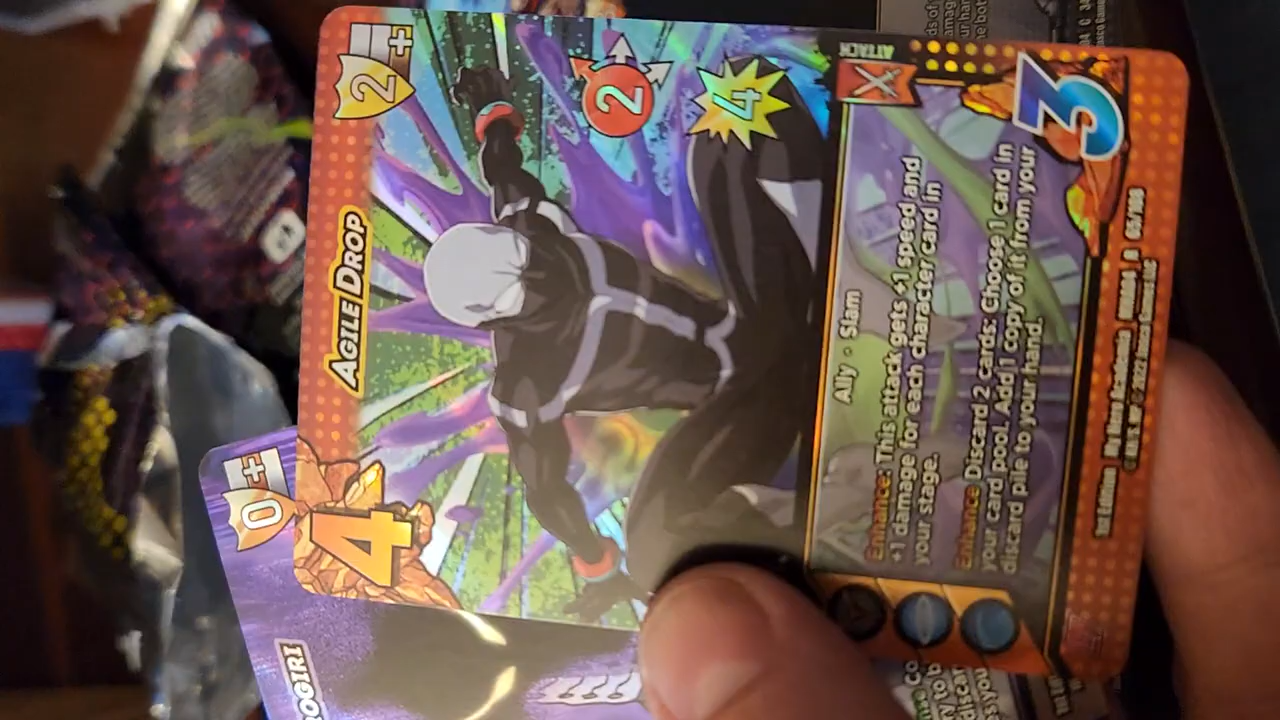 4
AGILE DROP
2+
2
4
ATTACK
Ally · Slam
Enhance: This attack gets +1 speed and
+1 damage for each character card in
your stage.
Enhance Discard 2 cards: Choose 1 card in
your card pool. Add 1 copy of it from your
discard pile to your hand.
3
0+
ROGIRI